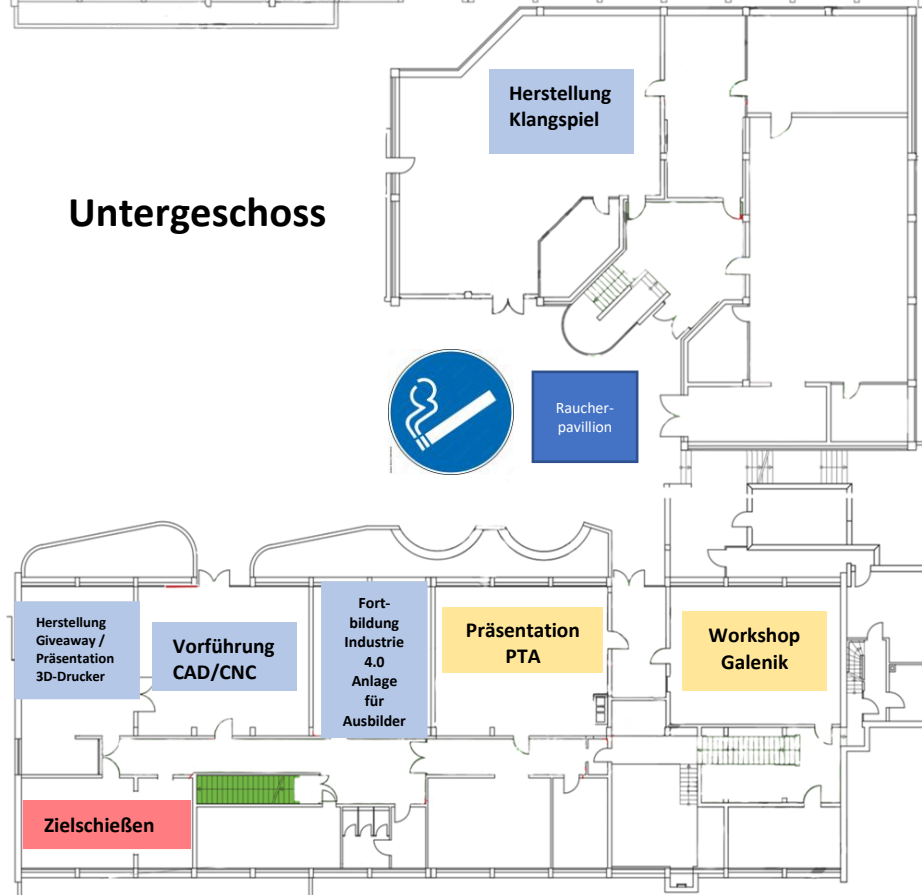 Herstellung
Klangspiel
Untergeschoss
Raucher-
pavillion
Herstellung
Giveaway /
Präsentation
3D-Drucker
Vorführung
CAD/CNC
Fort-
bildung
Industrie
4.0
Anlage
für
Ausbilder
Präsentation
PTA
Workshop
Galenik
Zielschießen